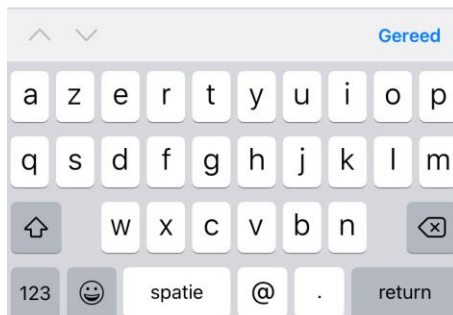 Gereed
a z e r t y u i o p
q s d f g h j k l m
w x c v b n
123 spatie @ . return